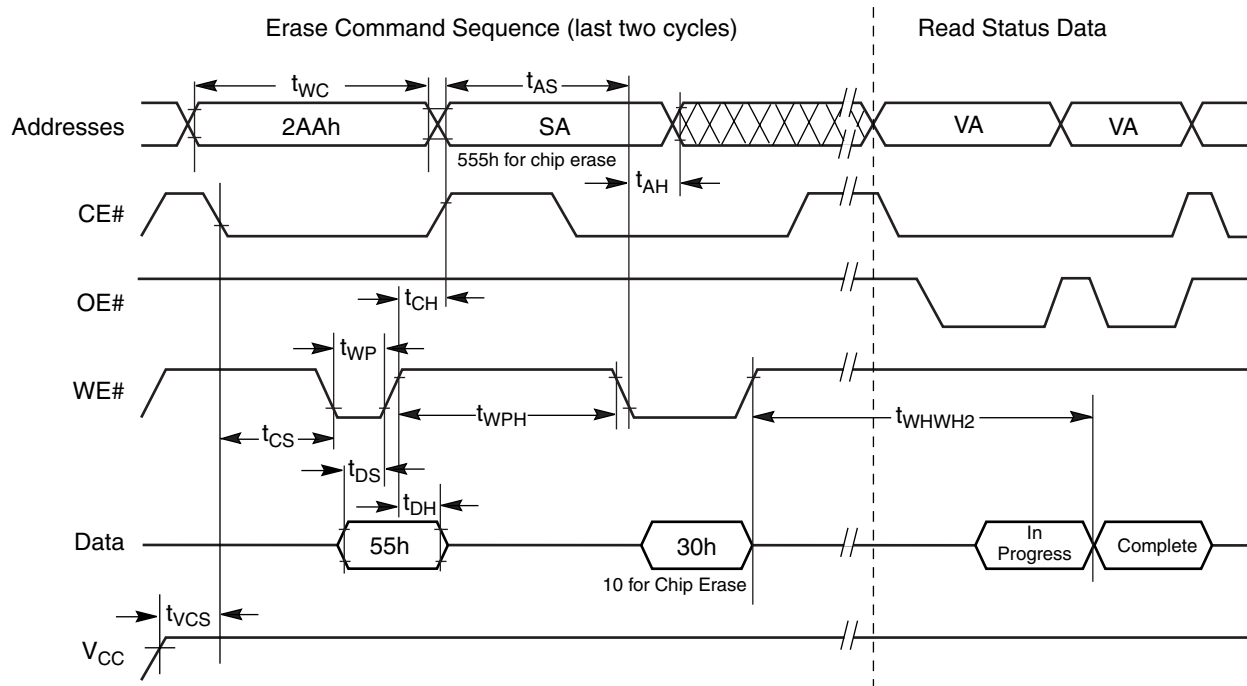 Erase Command Sequence (last two cycles)
Read Status Data
tWC
tAS
Addresses
2AAh
SA
VA
VA
555h for chip erase
tAH
CE#
OE#
tCH
tWP
WE#
tWPH
tWHWH2
tCS
tDS
tDH
Data
55h
30h
In
Progress
Complete
10 for Chip Erase
tVCS
VCC